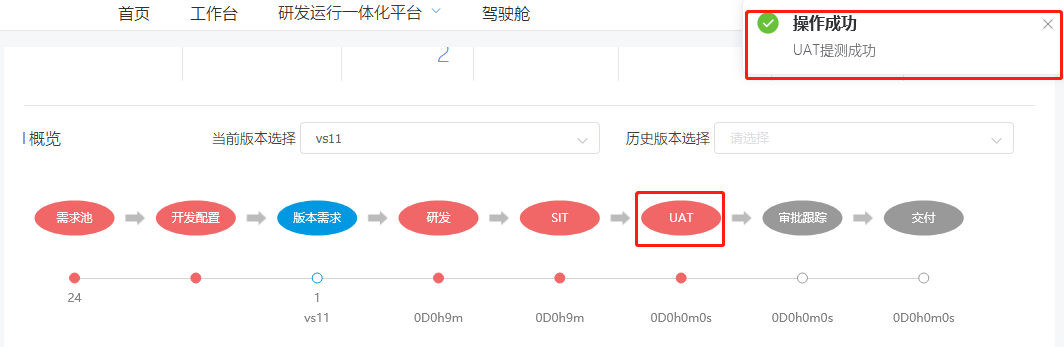 首页 工作台 研发运行一体化平台 驾驶舱
操作成功
UAT提测成功
2
概览 当前版本选择 vs11 历史版本选择 请选择
需求池 开发配置 版本需求 研发 SIT UAT 审批跟踪 交付
24 1
vs11 0D0h9m 0D0h9m 0D0h0m0s 0D0h0m0s 0D0h0m0s